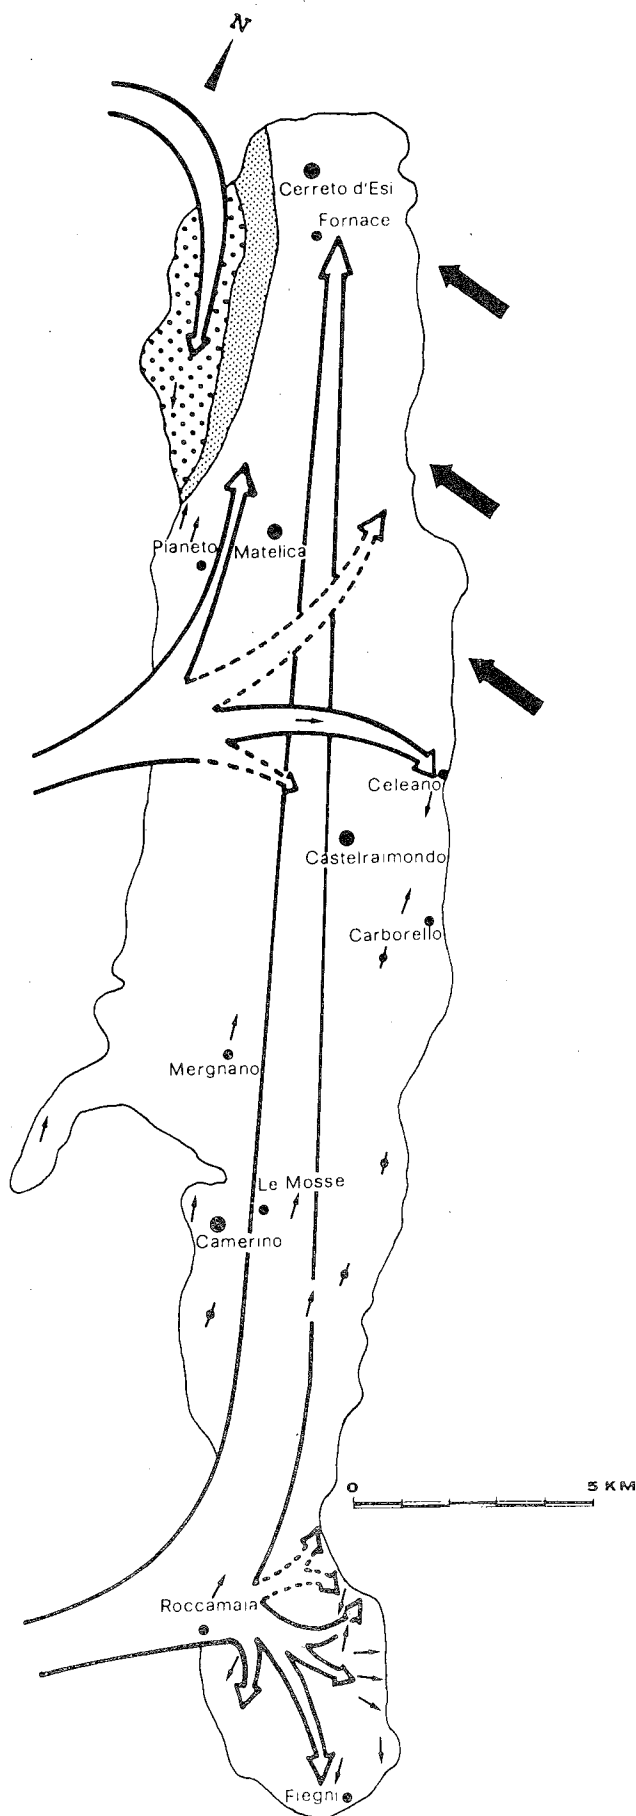 N
Cerreto d'Esi
Fornace
Pianeto
Matelica
Celeano
Castelraimondo
Carborello
Mergnano
Le Mosse
Camerino
0 5 KM
Roccamaia
Fiegni